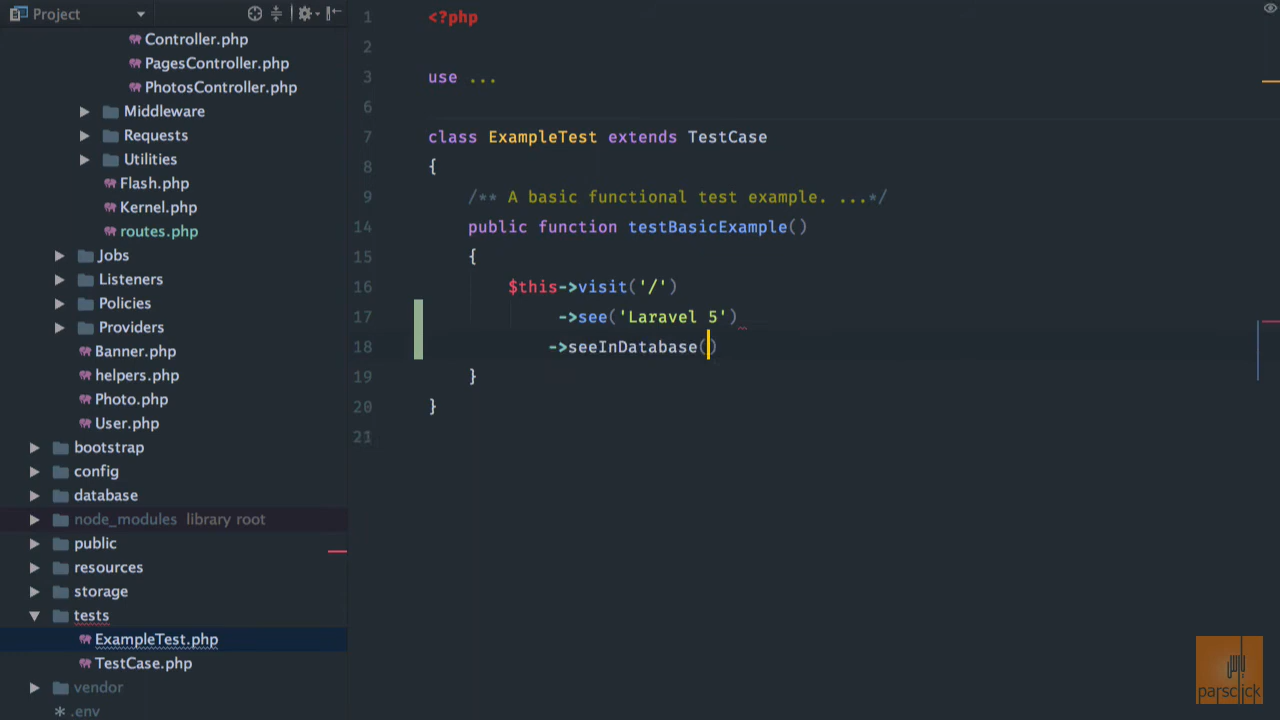 Project
Controller.php
PagesController.php
PhotosController.php
Middleware
Requests
Utilities
Flash.php
Kernel.php
routes.php
Jobs
Listeners
Policies
Providers
Banner.php
helpers.php
Photo.php
User.php
bootstrap
config
database
node_modules library root
public
resources
storage
tests
ExampleTest.php
TestCase.php
vendor
.env
1 <?php
2
3 use ...
6
7 class ExampleTest extends TestCase
8 {
9 /** A basic functional test example. ...*/
14 public function testBasicExample()
15 {
16 $this->visit('/')
17 ->see('Laravel 5')
18 ->seeInDatabase()
19 }
20 }
21
parsclick